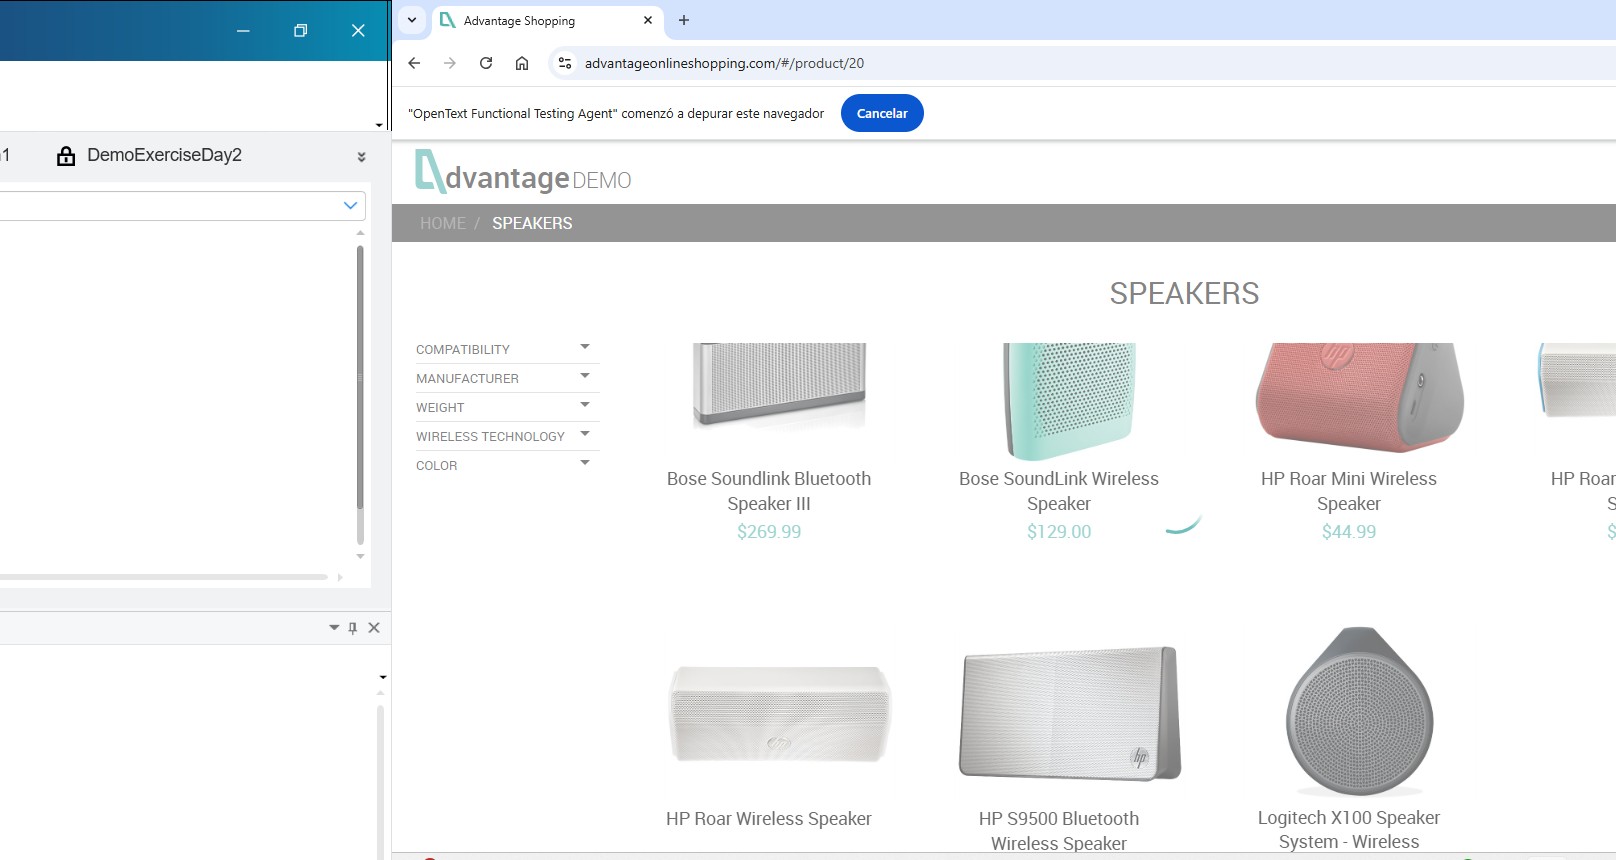 Advantage Shopping
advantageonlineshopping.com/#/product/20
"OpenText Functional Testing Agent" comenzó a depurar este navegador
Cancelar
1
DemoExerciseDay2
dvantage DEMO
HOME / SPEAKERS
SPEAKERS
COMPATIBILITY
MANUFACTURER
WEIGHT
WIRELESS TECHNOLOGY
COLOR
Bose Soundlink Bluetooth
Speaker III
$269.99
Bose SoundLink Wireless
Speaker
$129.00
hp
HP Roar Mini Wireless
Speaker
$44.99
HP Roar
S
$
hp
HP Roar Wireless Speaker
hp
HP S9500 Bluetooth
Wireless Speaker
Logitech X100 Speaker
System - Wireless